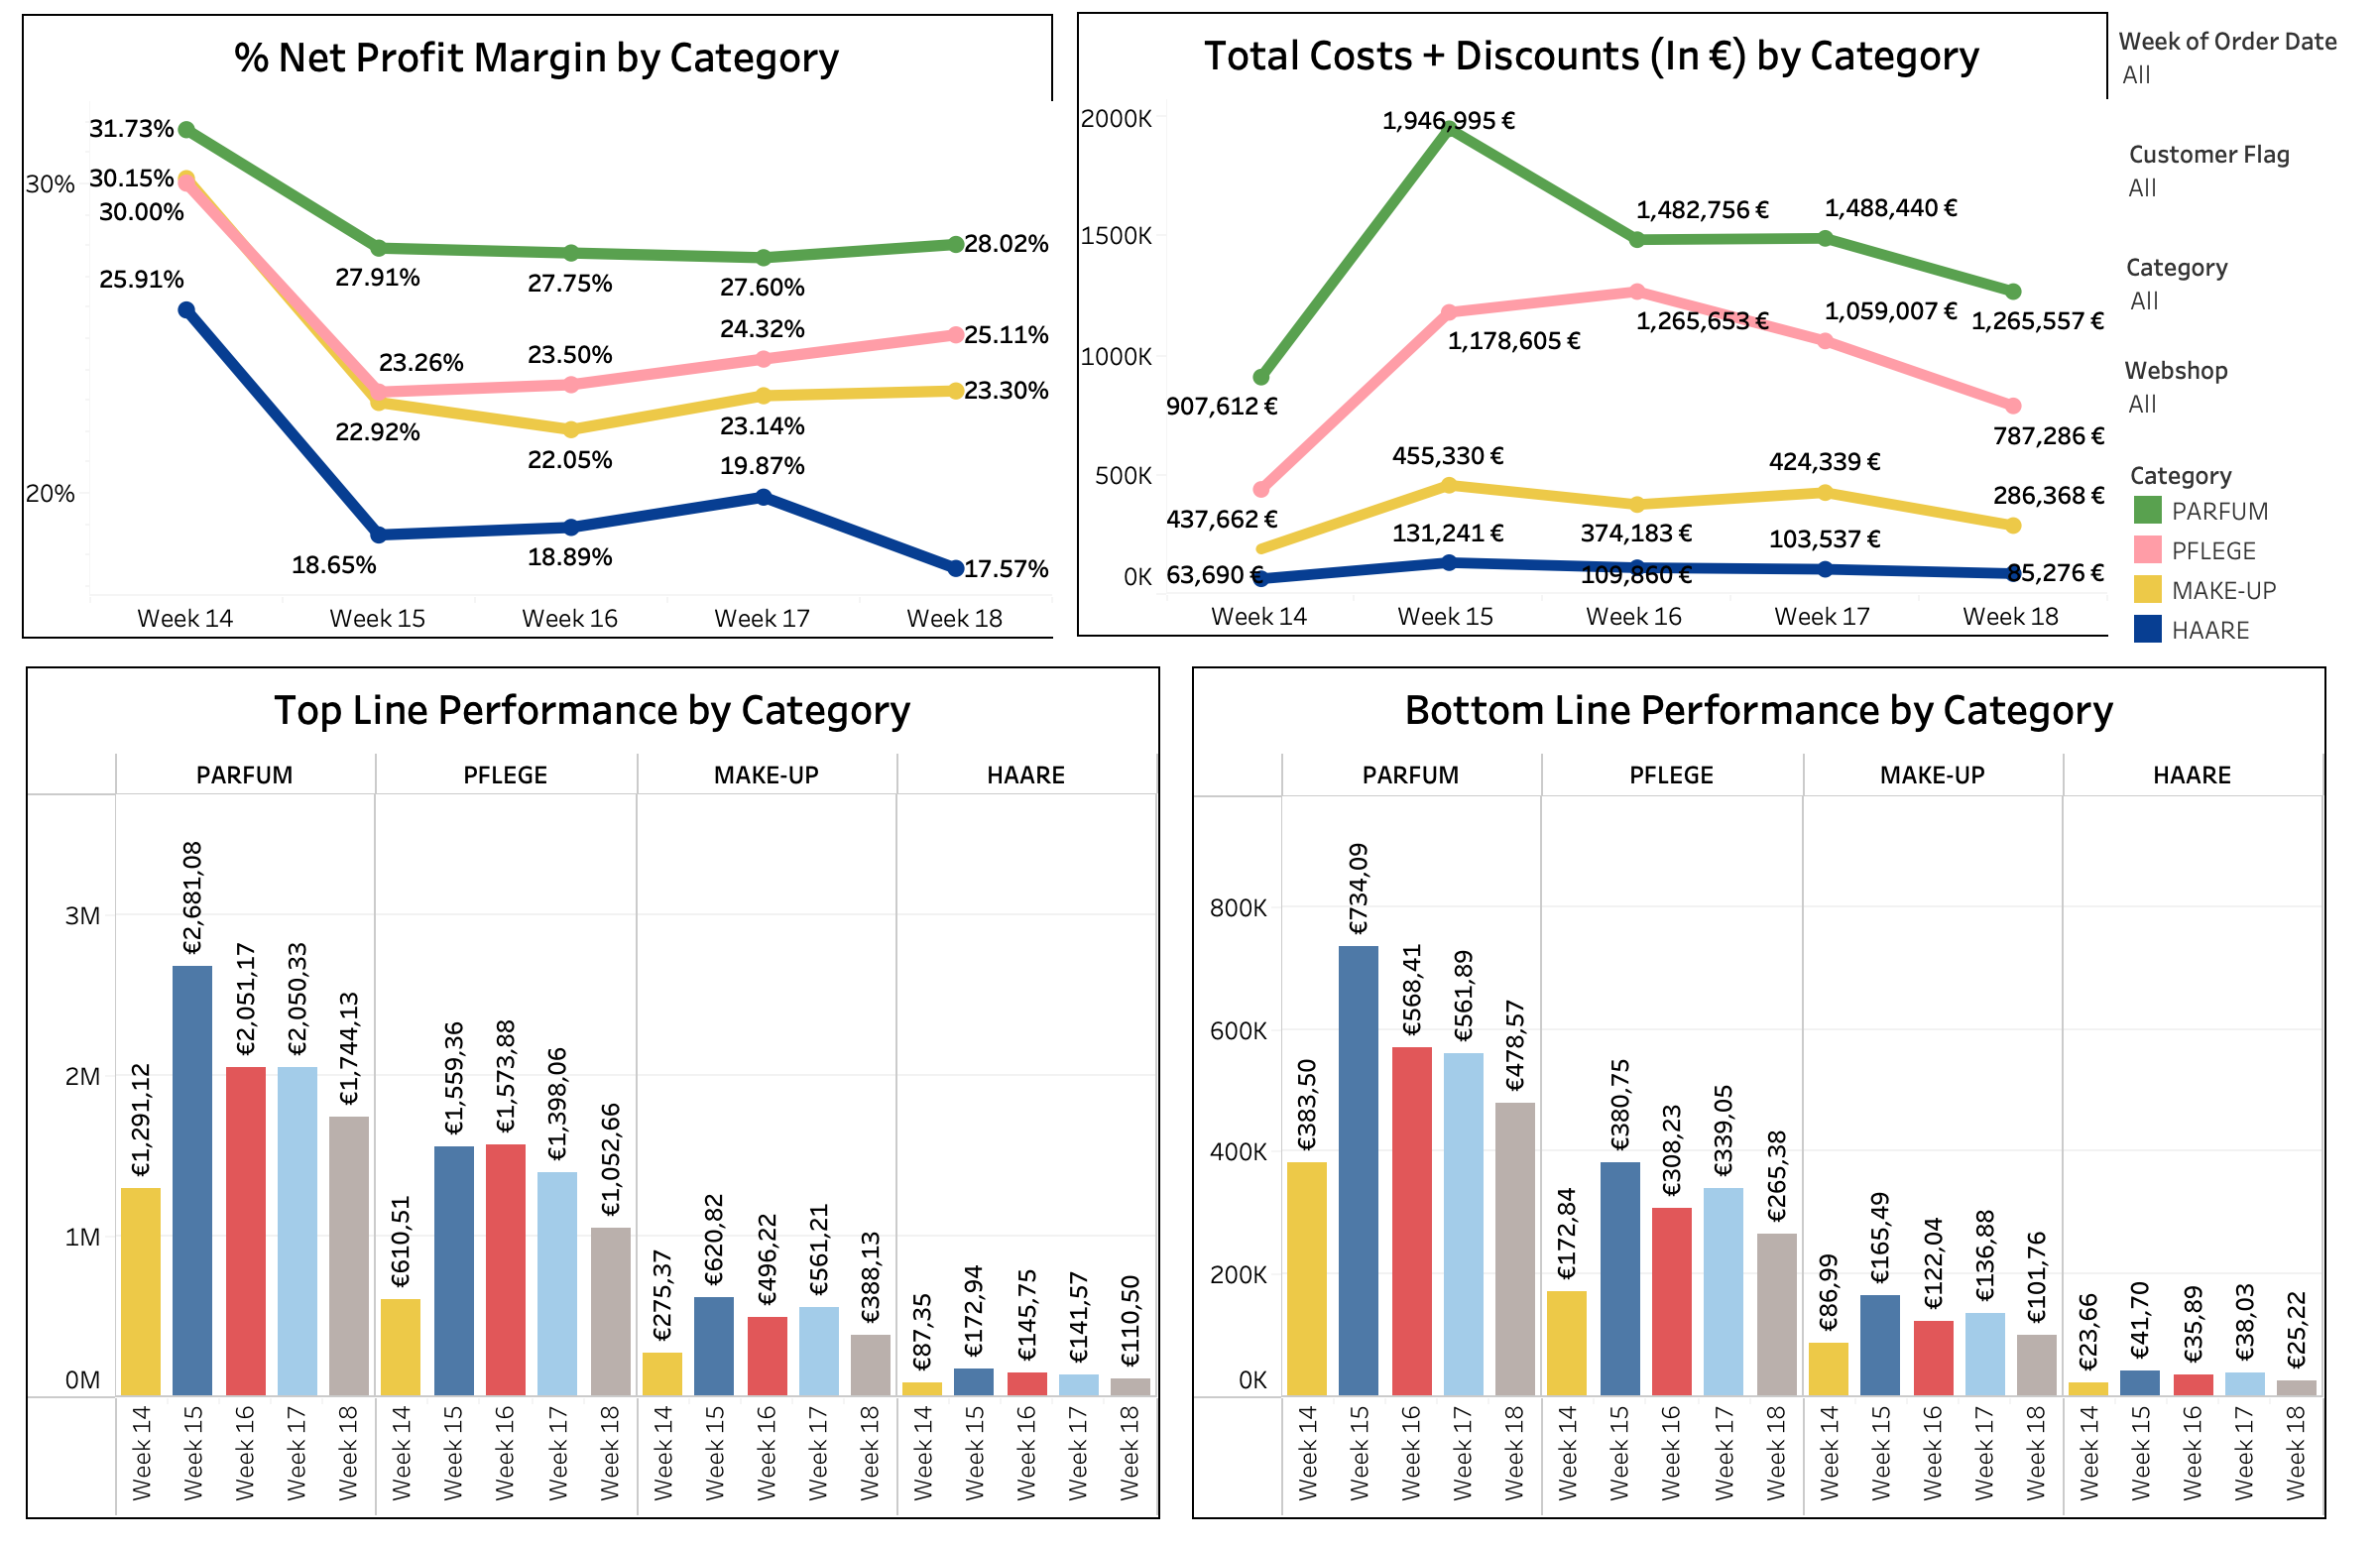 % Net Profit Margin by Category
31.73%
30%
30.15%
30.00%
25.91%
27.91%
27.75%
27.60%
28.02%
23.26%
23.50%
24.32%
25.11%
22.92%
22.05%
23.14%
23.30%
20%
18.65%
18.89%
19.87%
17.57%
Week 14 Week 15 Week 16 Week 17 Week 18
Total Costs + Discounts (In €) by Category
2000K
1500K
1000K
500K
0K
907,612 €
1,946,995 €
1,482,756 €
1,488,440 €
1,265,557 €
437,662 €
1,178,605 €
1,265,653 €
1,059,007 €
787,286 €
455,330 €
374,183 €
424,339 €
286,368 €
63,690 €
131,241 €
109,860 €
103,537 €
85,276 €
Week 14 Week 15 Week 16 Week 17 Week 18
Week of Order Date
All
Customer Flag
All
Category
All
Webshop
All
Category
PARFUM
PFLEGE
MAKE-UP
HAARE
Top Line Performance by Category
PARFUM PFLEGE MAKE-UP HAARE
3M
2M
1M
0M
€1,291,12
€2,681,08
€2,051,17
€2,050,33
€1,744,13
€610,51
€1,559,36
€1,573,88
€1,398,06
€1,052,66
€275,37
€620,82
€496,22
€561,21
€388,13
€87,35
€172,94
€145,75
€141,57
€110,50
Week 14
Week 15
Week 16
Week 17
Week 18
Week 14
Week 15
Week 16
Week 17
Week 18
Week 14
Week 15
Week 16
Week 17
Week 18
Week 14
Week 15
Week 16
Week 17
Week 18
Bottom Line Performance by Category
PARFUM PFLEGE MAKE-UP HAARE
800K
600K
400K
200K
0K
€383,50
€734,09
€568,41
€561,89
€478,57
€172,84
€380,75
€308,23
€339,05
€265,38
€86,99
€165,49
€122,04
€136,88
€101,76
€23,66
€41,70
€35,89
€38,03
€25,22
Week 14
Week 15
Week 16
Week 17
Week 18
Week 14
Week 15
Week 16
Week 17
Week 18
Week 14
Week 15
Week 16
Week 17
Week 18
Week 14
Week 15
Week 16
Week 17
Week 18